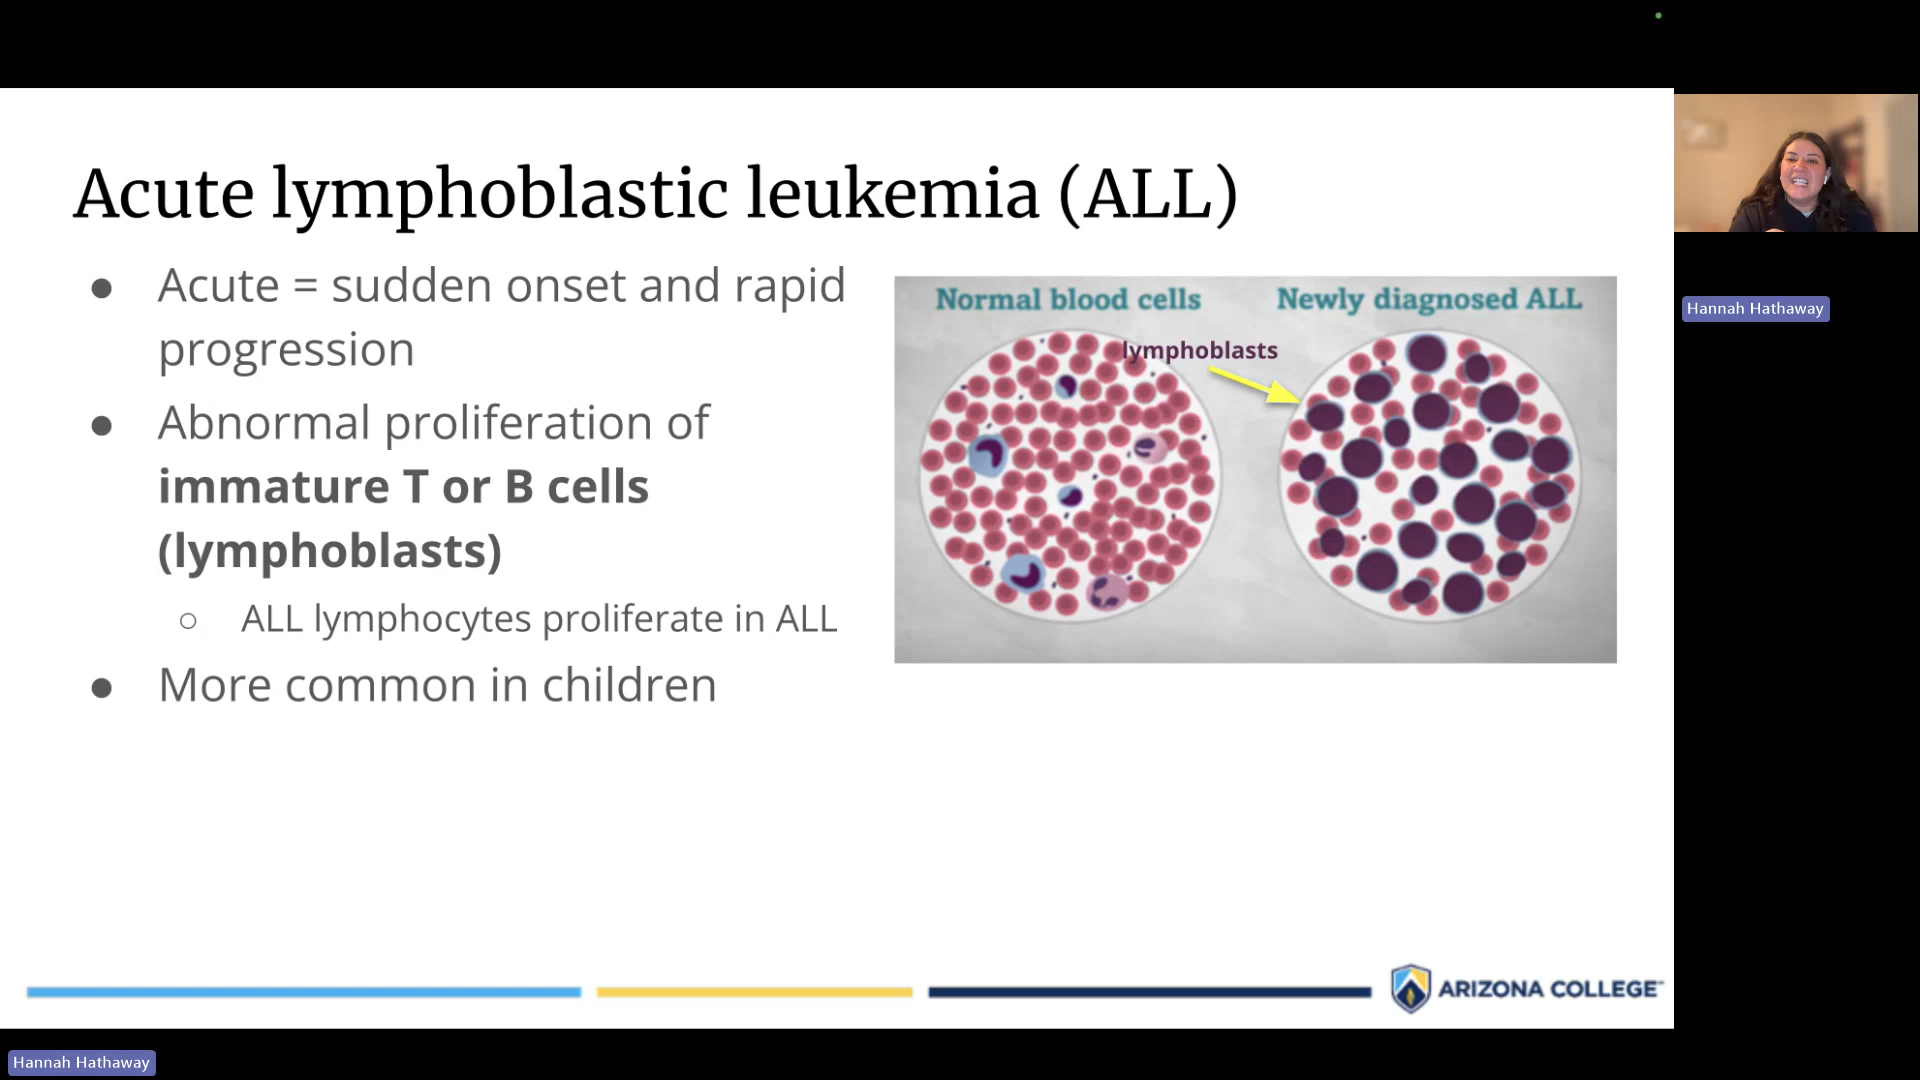 Acute lymphoblastic leukemia (ALL)
● Acute = sudden onset and rapid
progression
● Abnormal proliferation of
immature T or B cells
(lymphoblasts)
○ ALL lymphocytes proliferate in ALL
● More common in children
Normal blood cells
Newly diagnosed ALL
lymphoblasts
ARIZONA COLLEGE
Hannah Hathaway
Hannah Hathaway